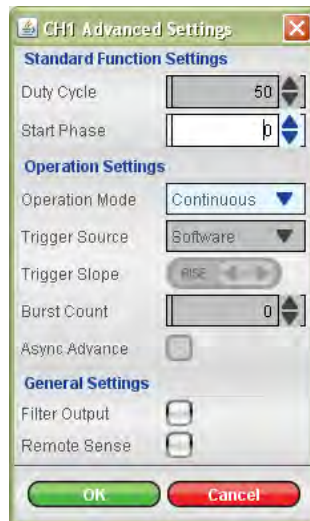 CH1 Advanced Settings
Standard Function Settings
Duty Cycle 50
Start Phase 0
Operation Settings
Operation Mode Continuous
Trigger Source Software
Trigger Slope RISE
Burst Count 0
Async Advance
General Settings
Filter Output
Remote Sense
OK Cancel